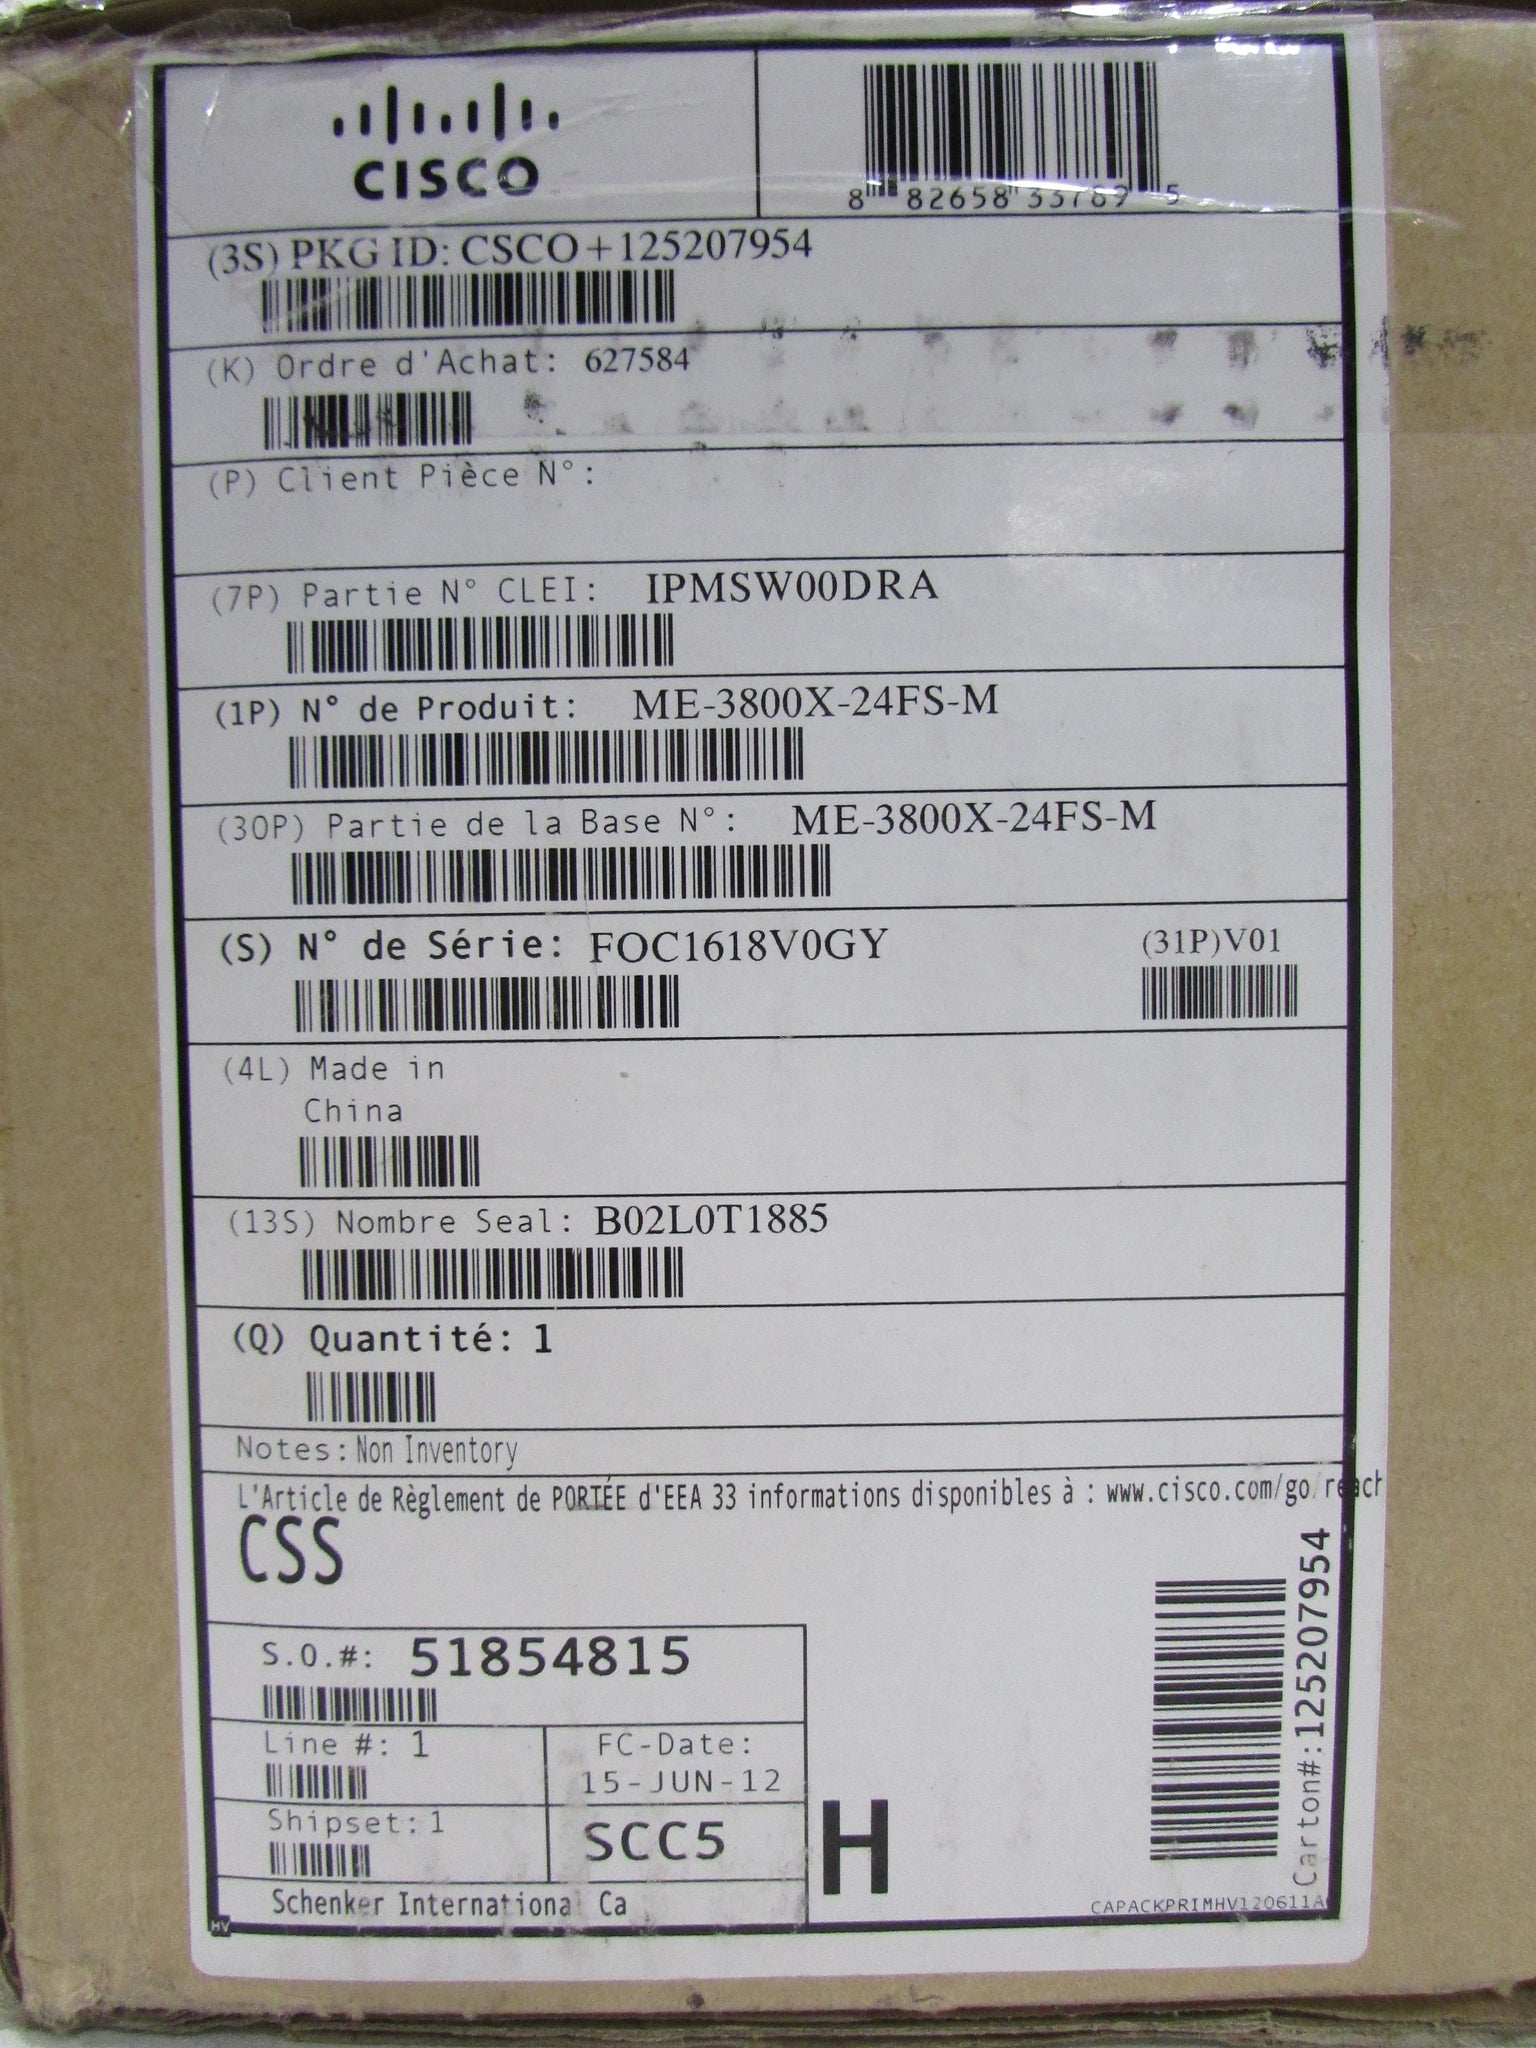 CISCO
8 82658 33789 5
(3S) PKG ID: CSCO+125207954
(K) Ordre d'Achat: 627584
(P) Client Pièce N°:
(7P) Partie N° CLEI: IPMSW00DRA
(1P) N° de Produit: ME-3800X-24FS-M
(30P) Partie de la Base N°: ME-3800X-24FS-M
(S) N° de Série: FOC1618V0GY
(31P)V01
(4L) Made in
China
(13S) Nombre Seal: B02L0T1885
(Q) Quantité: 1
Notes: Non Inventory
L'Article de Règlement de PORTÉE d'EEA 33 informations disponibles à : www.cisco.com/go/reach
CSS
S.O.#: 51854815
Line #: 1
FC-Date:
15-JUN-12
Shipset: 1
SCC5
Schenker International Ca
H
Carton#:125207954
CAPACKPRIMHV120611A
HV